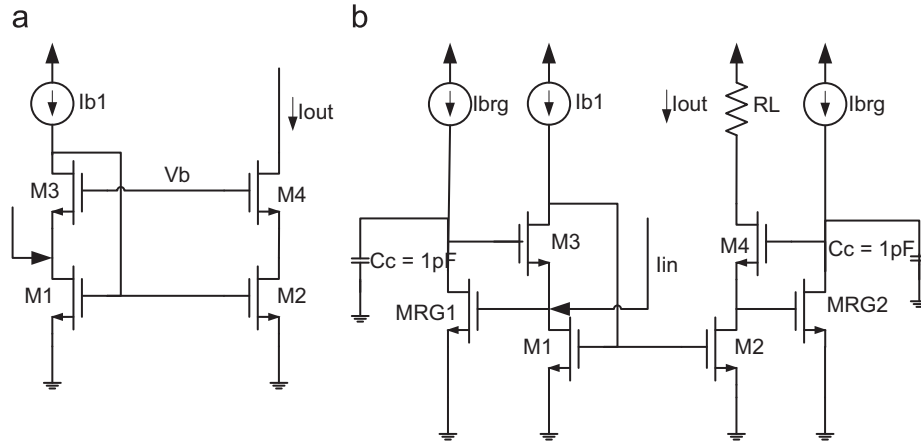 a
Ib1
Iout
M3
Vb
M4
M1
M2
b
Ibrg
Ib1
Iout
RL
Ibrg
Cc = 1pF
M3
Iin
M4
Cc = 1pF
MRG1
M1
M2
MRG2